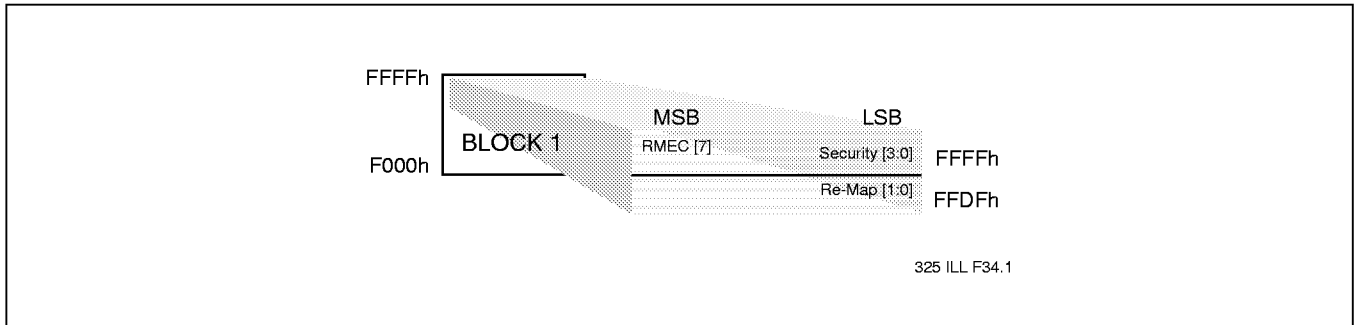 FFFFh
MSB LSB
BLOCK 1
RMEC [7] Security [3:0] FFFFh
F000h
Re-Map [1:0] FFDFh
325 ILL F34.1